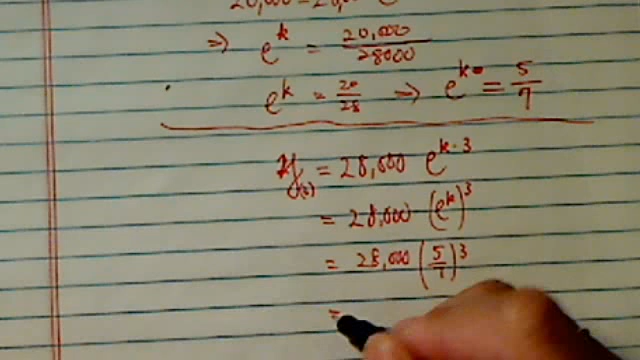 ⇒ e^k = 20,000/28000
e^k = 20/28 ⇒ e^k = 5/7
y(3) = 28,000 e^{k·3}
= 28,000 (e^k)^3
= 28,000 (5/7)^3
=